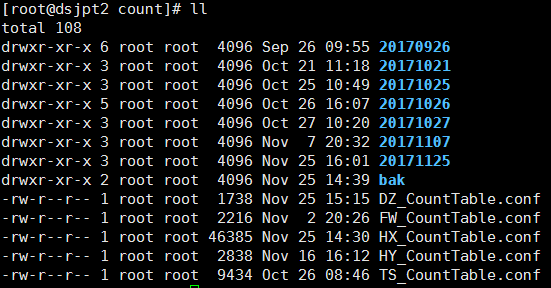 [root@dsjpt2 count]# ll
total 108
drwxr-xr-x 6 root root  4096 Sep 26 09:55 20170926
drwxr-xr-x 3 root root  4096 Oct 21 11:18 20171021
drwxr-xr-x 3 root root  4096 Nov 25 10:49 20171025
drwxr-xr-x 5 root root  4096 Oct 26 16:07 20171026
drwxr-xr-x 3 root root  4096 Oct 27 10:20 20171027
drwxr-xr-x 3 root root  4096 Nov  7 20:32 20171107
drwxr-xr-x 3 root root  4096 Nov 25 16:01 20171125
drwxr-xr-x 2 root root  4096 Nov 25 14:39 bak
-rw-r--r-- 1 root root  1738 Nov 25 15:15 DZ_CountTable.conf
-rw-r--r-- 1 root root  2216 Nov  2 20:26 FW_CountTable.conf
-rw-r--r-- 1 root root 46385 Nov 25 14:30 HX_CountTable.conf
-rw-r--r-- 1 root root  2838 Nov 16 16:12 HY_CountTable.conf
-rw-r--r-- 1 root root  9434 Oct 26 08:46 TS_CountTable.conf